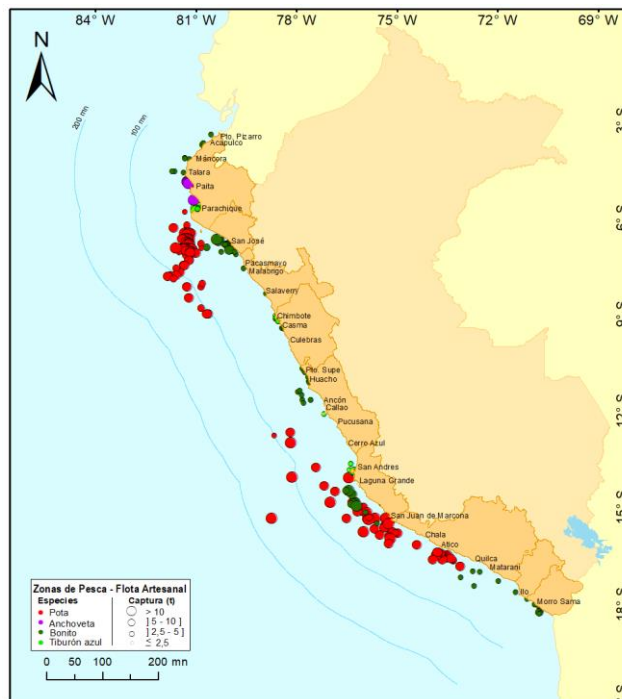 84°W 81°W 78°W 75°W 72°W 69°W
N
200 mn
100 mn
3° S
6° S
9° S
12° S
15° S
18° S
Pto. Pizarro
Acapulco
Máncora
Talara
Paita
Parachique
San José
Pacasmayo
Malabrigo
Salaverry
Chimbote
Casma
Culebras
Pto. Supe
Huacho
Ancón
Callao
Pucusana
Cerro Azul
San Andres
Laguna Grande
San Juan de Marcona
Chala
Atico
Quilca
Matarani
Ilo
Morro Sama
Zonas de Pesca - Flota Artesanal
Especies Captura (t)
Pota > 10
Anchoveta ] 5 - 10 ]
Bonito ] 2,5 - 5 ]
Tiburón azul ≤ 2,5
0 50 100 200 mn